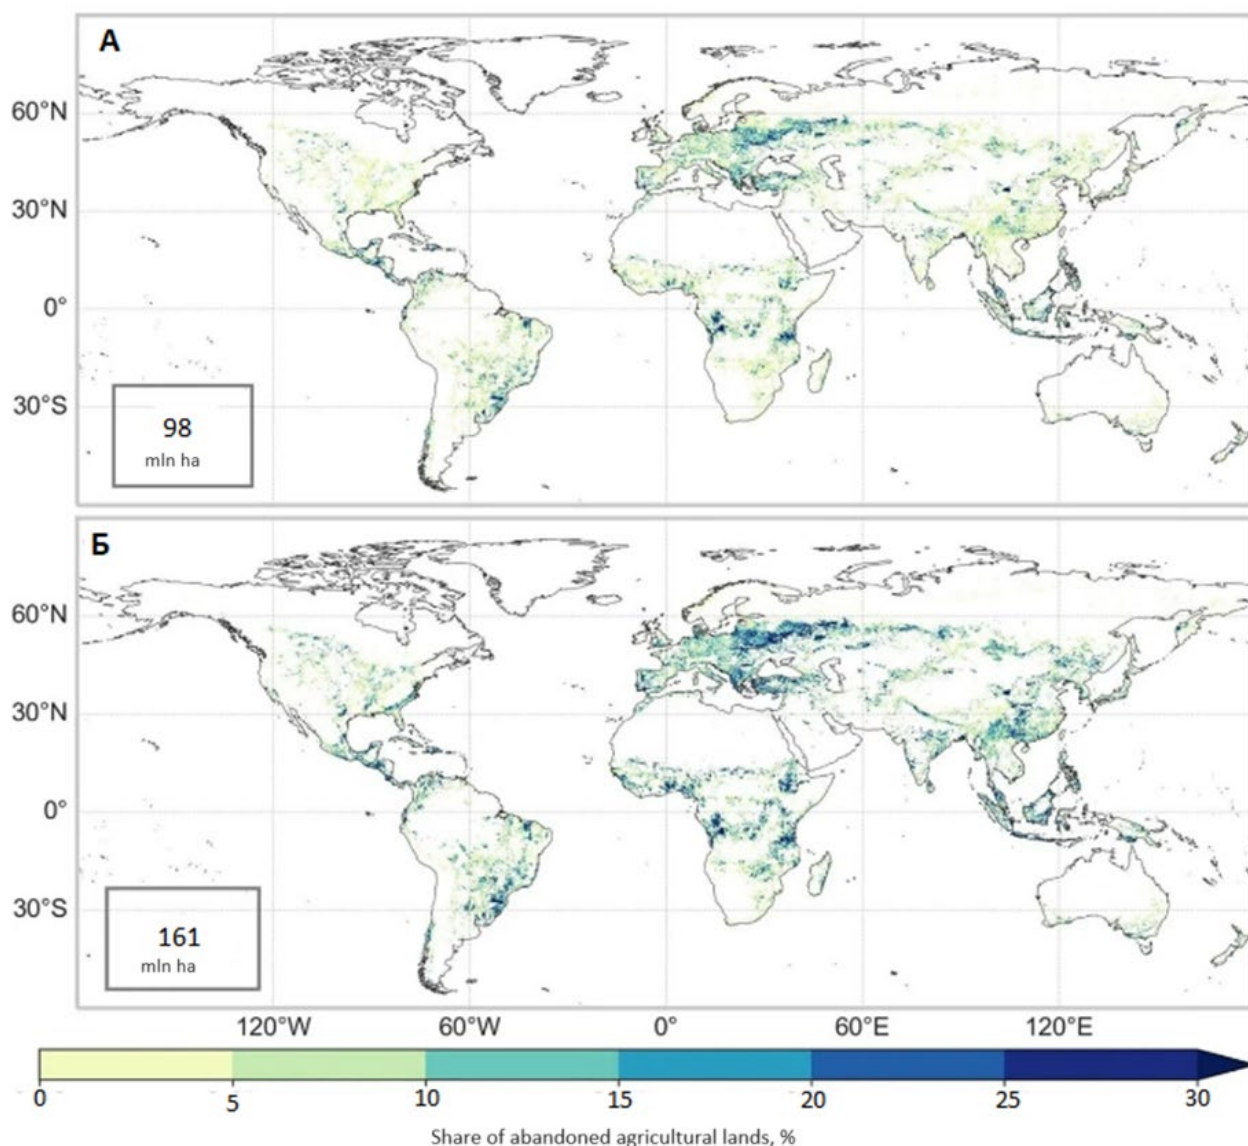 А
60°N
30°N
0°
30°S
98
mln ha
Б
60°N
30°N
0°
30°S
161
mln ha
120°W 60°W 0° 60°E 120°E
0 5 10 15 20 25 30
Share of abandoned agricultural lands, %